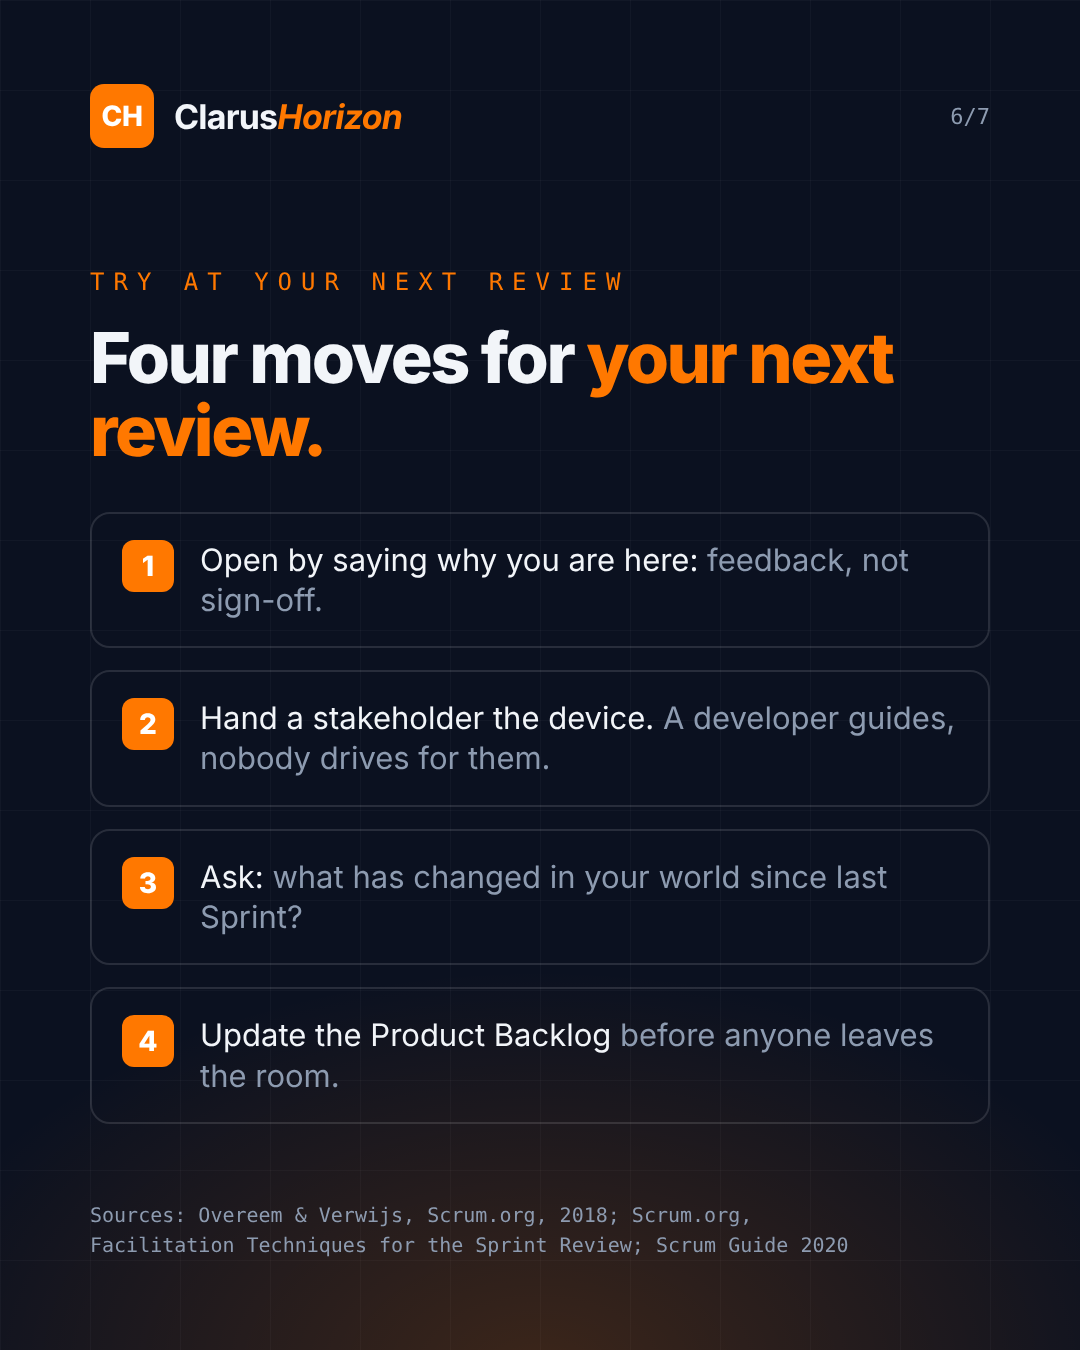 CH
ClarusHorizon
6/7
TRY AT YOUR NEXT REVIEW
Four moves for your next
review.
1
Open by saying why you are here: feedback, not
sign-off.
2
Hand a stakeholder the device. A developer guides,
nobody drives for them.
3
Ask: what has changed in your world since last
Sprint?
4
Update the Product Backlog before anyone leaves
the room.
Sources: Overeem & Verwijs, Scrum.org, 2018; Scrum.org,
Facilitation Techniques for the Sprint Review; Scrum Guide 2020